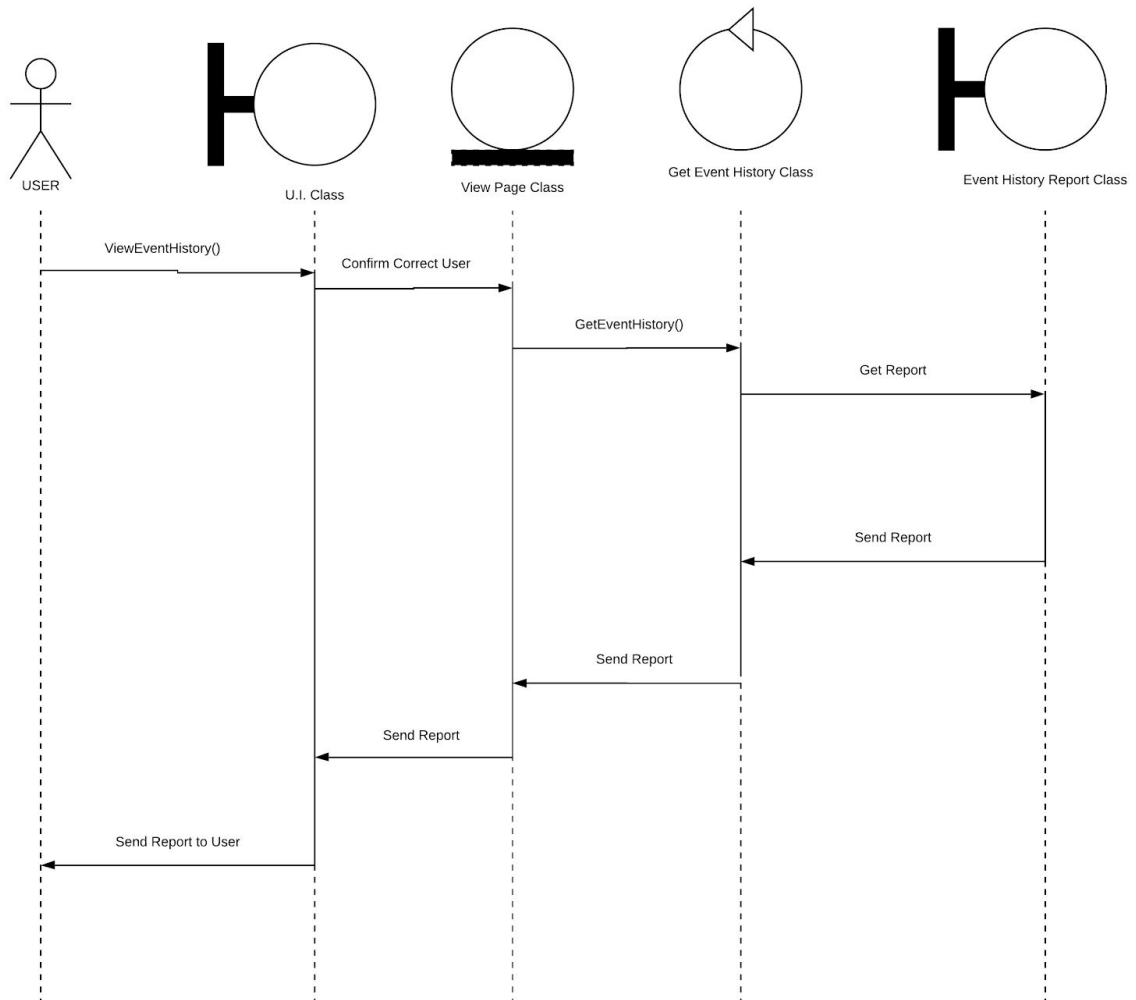 USER
U.I. Class
View Page Class
Get Event History Class
Event History Report Class
ViewEventHistory()
Confirm Correct User
GetEventHistory()
Get Report
Send Report
Send Report
Send Report
Send Report to User